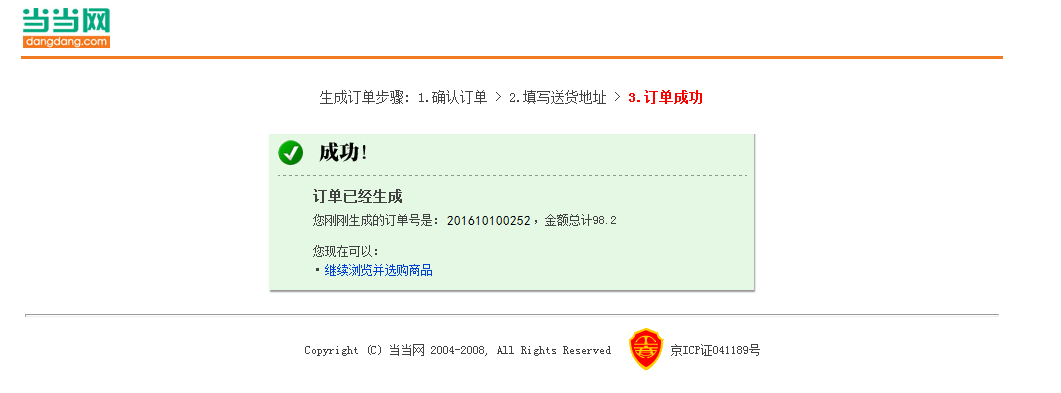 当当网
dangdang.com
生成订单步骤: 1.确认订单 > 2.填写送货地址 > 3.订单成功
成功!
订单已经生成
您刚刚生成的订单号是: 201610100252, 金额总计98.2
您现在可以:
·继续浏览并选购商品
Copyright (C) 当当网 2004-2008, All Rights Reserved 京ICP证041189号